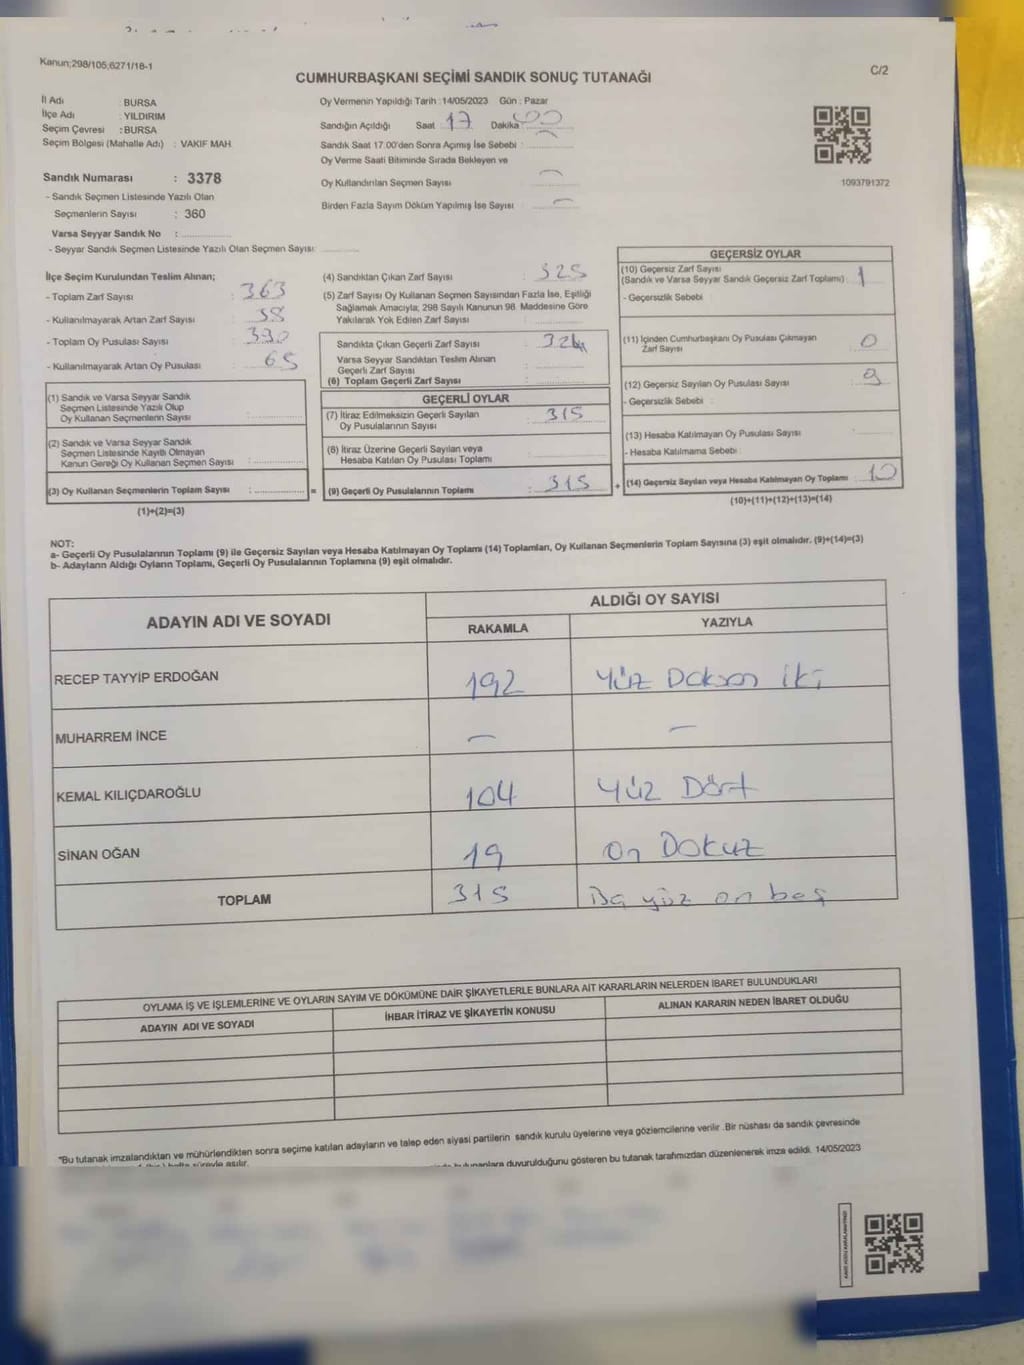 Kanun;298/105;6271/18-1
C/2
CUMHURBAŞKANI SEÇİMİ SANDIK SONUÇ TUTANAĞI
İl Adı : BURSA
İlçe Adı : YILDIRIM
Seçim Çevresi : BURSA
Seçim Bölgesi (Mahalle Adı) : VAKIF MAH.
Sandık Numarası : 3378
- Sandık Seçmen Listesinde Yazılı Olan
Seçmenlerin Sayısı : 360
Varsa Seyyar Sandık No :
- Seyyar Sandık Seçmen Listesinde Yazılı Olan Seçmen Sayısı:
Oy Vermenin Yapıldığı Tarih :14/05/2023 Gün : Pazar
Sandığın Açıldığı Saat : 17 Dakika : 00
Sandık Saat 17.00'den Sonra Açımış İse Sebebi :
Oy Verme Saati Bitiminde Sırada Bekleyen ve
Oy Kullandırılan Seçmen Sayısı :
Birden Fazla Sayım Döküm Yapılmış İse Sayısı :
1093791372
İlçe Seçim Kurulundan Teslim Alınan;
- Toplam Zarf Sayısı : 363
- Kullanılmayarak Artan Zarf Sayısı : 38
- Toplam Oy Pusulası Sayısı : 390
- Kullanılmayarak Artan Oy Pusulası : 65
(1) Sandık ve Varsa Seyyar Sandık
Seçmen Listesinde Yazılı Olup
Oy Kullanan Seçmenlerin Sayısı :
(2) Sandık ve Varsa Seyyar Sandık
Seçmen Listesinde Kayıtlı Olmayan
Kanun Gereği Oy Kullanan Seçmen Sayısı :
(3) Oy Kullanan Seçmenlerin Toplam Sayısı : =
(1)+(2)=(3)
(4) Sandıktan Çıkan Zarf Sayısı : 325
(5) Zarf Sayısı Oy Kullanan Seçmen Sayısından Fazla İse, Eşitliği
Sağlamak Amacıyla; 298 Sayılı Kanunun 98. Maddesine Göre
Yakılarak Yok Edilen Zarf Sayısı :
Sandıkta Çıkan Geçerli Zarf Sayısı : 324
Varsa Seyyar Sandıktan Teslim Alınan
Geçerli Zarf Sayısı :
(6) Toplam Geçerli Zarf Sayısı :
GEÇERLİ OYLAR
(7) İtiraz Edilmeksizin Geçerli Sayılan : 315
Oy Pusulalarının Sayısı
(8) İtiraz Üzerine Geçerli Sayılan veya
Hesaba Katılan Oy Pusulası Toplamı :
(9) Geçerli Oy Pusulalarının Toplamı : 315 +
GEÇERSİZ OYLAR
(10) Geçersiz Zarf Sayısı
(Sandık ve Varsa Seyyar Sandık Geçersiz Zarf Toplamı) : 1
- Geçersizlik Sebebi
(11) İçinden Cumhurbaşkanı Oy Pusulası Çıkmayan
Zarf Sayısı : 0
(12) Geçersiz Sayılan Oy Pusulası Sayısı : 9
- Geçersizlik Sebebi :
(13) Hesaba Katılmayan Oy Pusulası Sayısı :
- Hesaba Katılmama Sebebi :
(14) Geçersiz Sayılan veya Hesaba Katılmayan Oy Toplamı : 10
(10)+(11)+(12)+(13)=(14)
NOT:
a- Geçerli Oy Pusulalarının Toplamı (9) ile Geçersiz Sayılan veya Hesaba Katılmayan Oy Toplamı (14) Toplamları, Oy Kullanan Seçmenlerin Toplam Sayısına (3) eşit olmalıdır. (9)+(14)=(3)
b- Adayların Aldığı Oyların Toplamı, Geçerli Oy Pusulalarının Toplamına (9) eşit olmalıdır.
ADAYIN ADI VE SOYADI
ALDIĞI OY SAYISI
RAKAMLA YAZIYLA
RECEP TAYYİP ERDOĞAN 192 Yüz Doksan İki
MUHARREM İNCE — —
KEMAL KILIÇDAROĞLU 104 Yüz Dört
SİNAN OĞAN 19 On Dokuz
TOPLAM 315 yüz on beş
OYLAMA İŞ VE İŞLEMLERİNE VE OYLARIN SAYIM VE DÖKÜMÜNE DAİR ŞİKAYETLERLE BUNLARA AİT KARARLARIN NELERDEN İBARET BULUNDUKLARI
ADAYIN ADI VE SOYADI İHBAR İTİRAZ VE ŞİKAYETİN KONUSU ALINAN KARARIN NEDEN İBARET OLDUĞU
*Bu tutanak imzalandıktan ve mühürlendikten sonra seçime katılan adayların ve talep eden siyasi partilerin sandık kurulu üyelerine veya gözlemcilerine verilir .Bir nüshası da sandık çevresinde
duyurulduğunu gösteren bu tutanak tarafımızdan düzenlenerek imza edildi. 14/05/2023